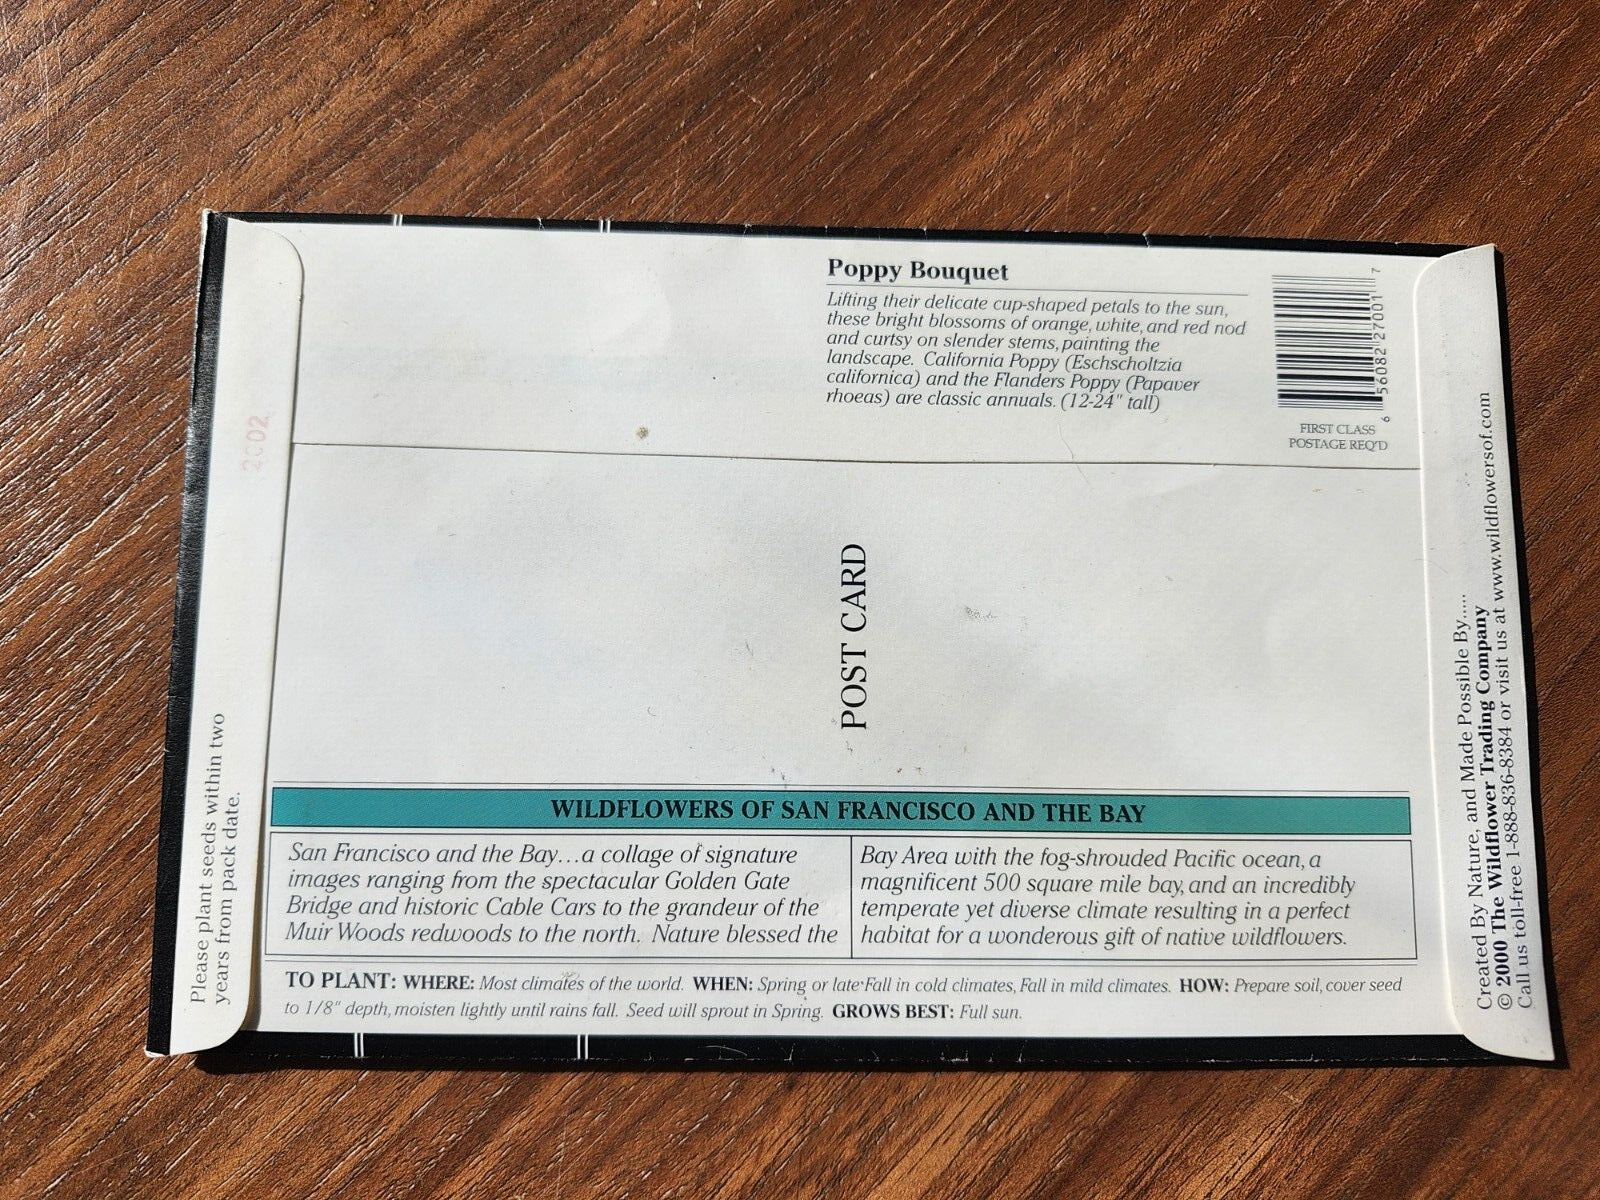 Poppy Bouquet
Lifting their delicate cup-shaped petals to the sun,
these bright blossoms of orange, white, and red nod
and curtsy on slender stems, painting the
landscape. California Poppy (Eschscholtzia
californica) and the Flanders Poppy (Papaver
rhoeas) are classic annuals. (12-24" tall)
6 56082 27001 7
FIRST CLASS
POSTAGE REQ'D
2002
POST CARD
Please plant seeds within two
years from pack date.
WILDFLOWERS OF SAN FRANCISCO AND THE BAY
San Francisco and the Bay...a collage of signature
images ranging from the spectacular Golden Gate
Bridge and historic Cable Cars to the grandeur of the
Muir Woods redwoods to the north. Nature blessed the
Bay Area with the fog-shrouded Pacific ocean, a
magnificent 500 square mile bay, and an incredibly
temperate yet diverse climate resulting in a perfect
habitat for a wonderous gift of native wildflowers.
TO PLANT: WHERE: Most climates of the world. WHEN: Spring or late Fall in cold climates, Fall in mild climates. HOW: Prepare soil, cover seed
to 1/8" depth, moisten lightly until rains fall. Seed will sprout in Spring. GROWS BEST: Full sun.
Created By Nature, and Made Possible By.....
© 2000 The Wildflower Trading Company
Call us toll-free 1-888-836-8384 or visit us at www.wildflowersof.com